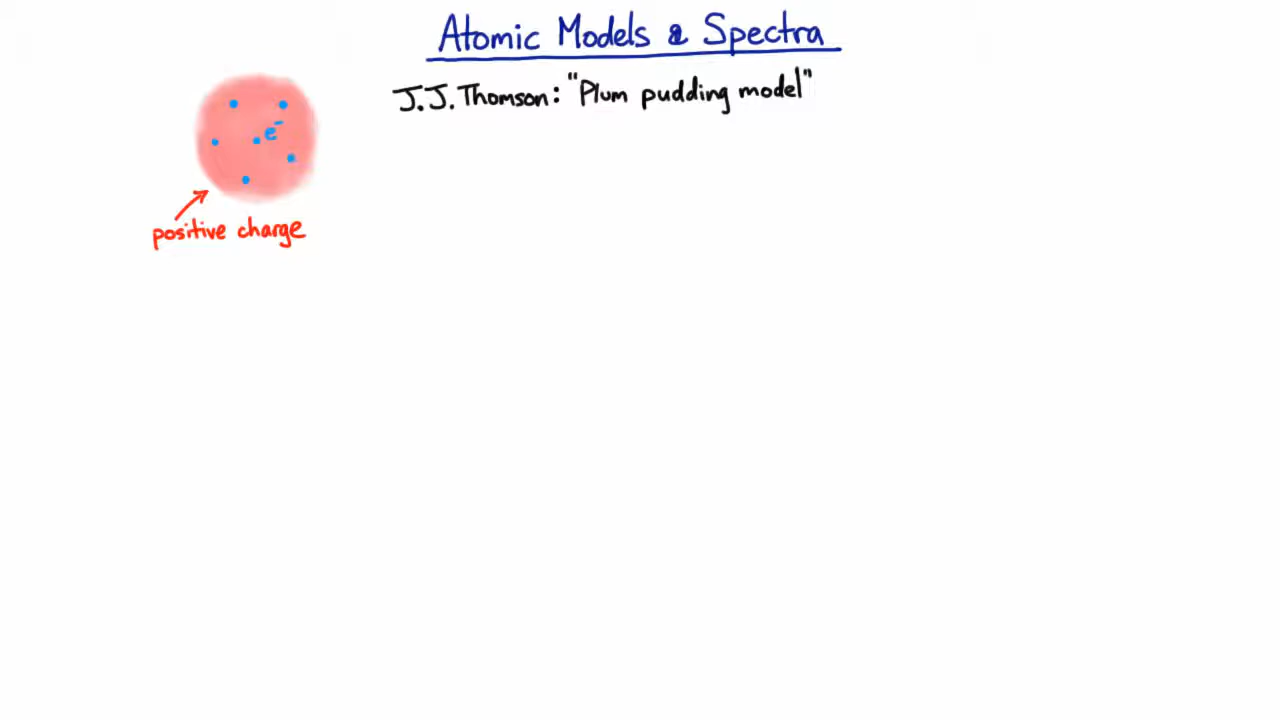 Atomic Models & Spectra
J.J. Thomson: "Plum pudding model"
e⁻
positive charge